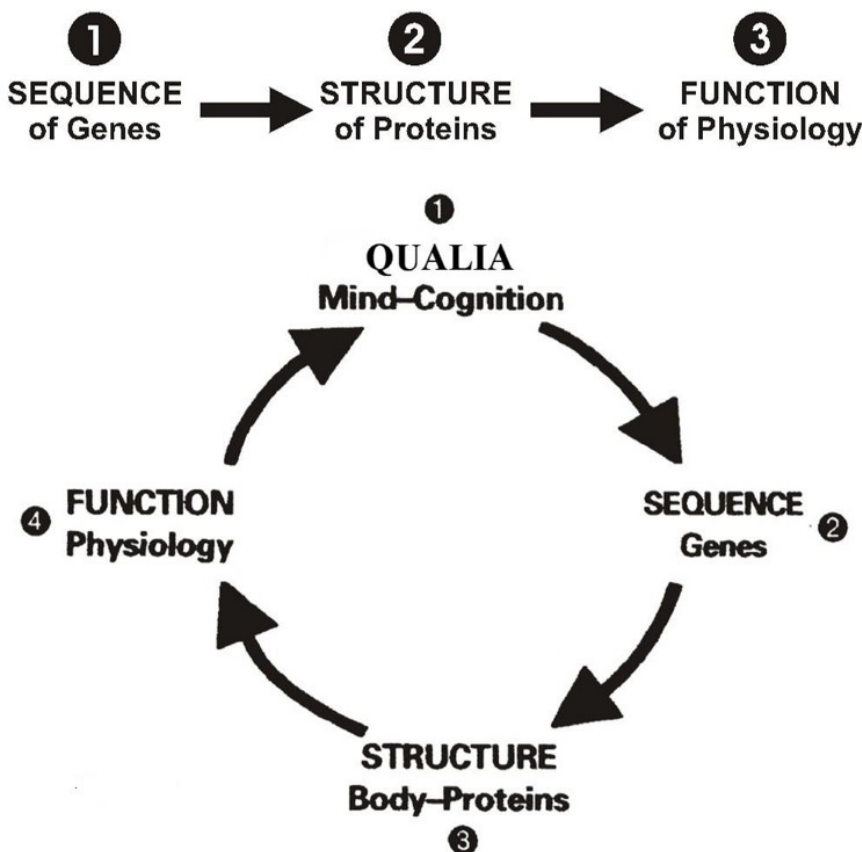 1 2 3
SEQUENCE STRUCTURE FUNCTION
of Genes of Proteins of Physiology
1
QUALIA
Mind–Cognition
4 FUNCTION
Physiology
SEQUENCE
Genes 2
STRUCTURE
Body–Proteins
3